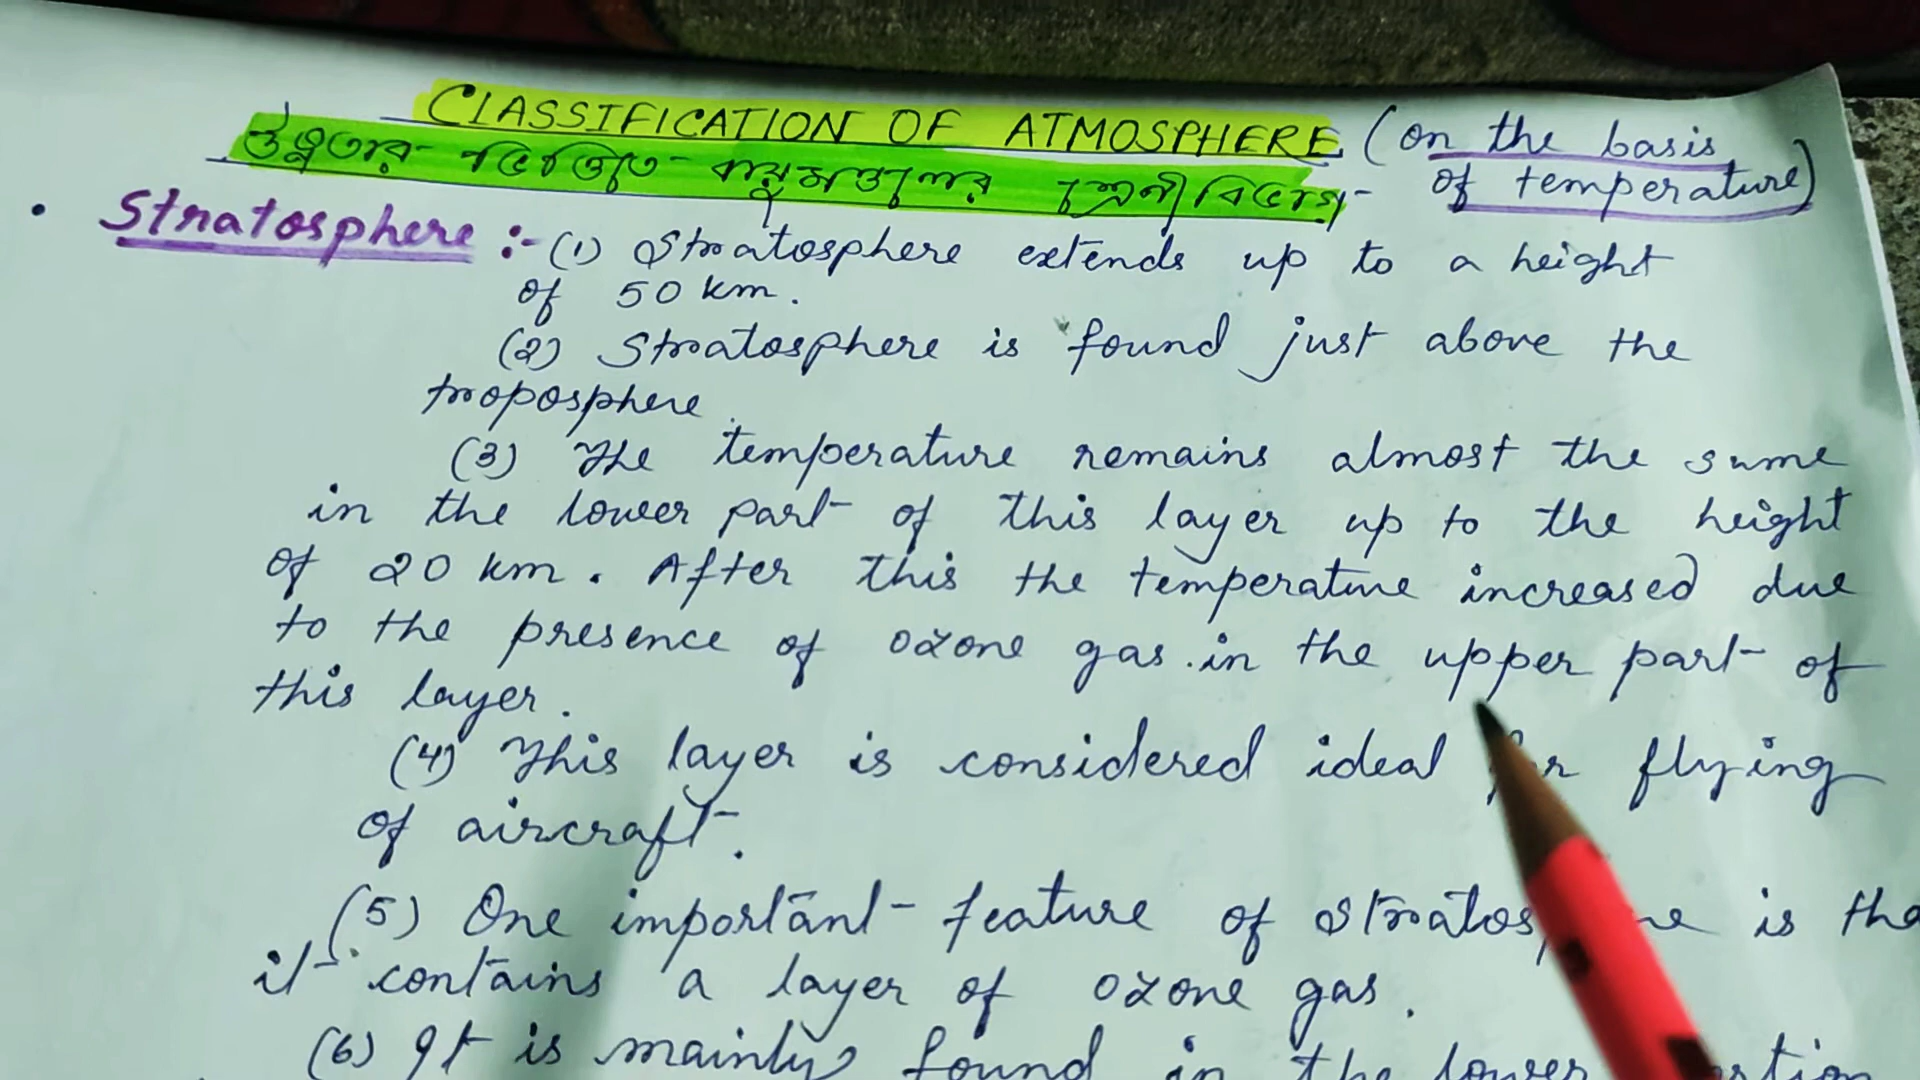 CLASSIFICATION OF ATMOSPHERE (on the basis
উষ্ণতার ভিত্তিতে বায়ুমণ্ডলের শ্রেণীবিভাগ - of temperature)
• Stratosphere :- (1) Stratosphere extends up to a height
of 50 km.
(2) Stratosphere is found just above the
troposphere.
(3) The temperature remains almost the same
in the lower part of this layer up to the height
of 20 km. After this the temperature increased due
to the presence of ozone gas in the upper part of
this layer.
(4) This layer is considered ideal for flying
of aircraft.
(5) One important feature of is
it contains a layer of ozone gas.
(6) It is mainly found in the lower